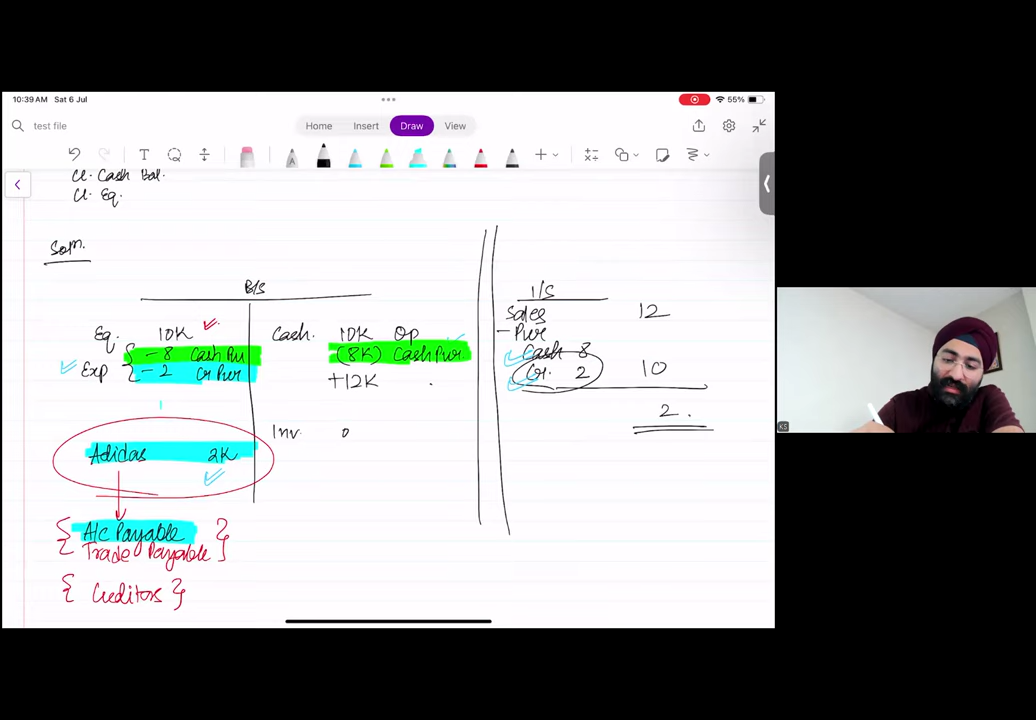 10:39 AM Sat 6 Jul
55%
test file
Home Insert Draw View
Cl. Cash Bal.
Cl. Eq.
Soln.
B/S
Eq. 10K
- 8 Cash Pur
Exp - 2 Cr Pur
Adidas 2K
A/c Payable
Trade Payable
Creditors
Cash. 10K Op
(8K) Cash Pur.
+12K
Inv. 0
I/S
Sales 12
- Pur
Cash 8
Cr. 2 10
2.
KS